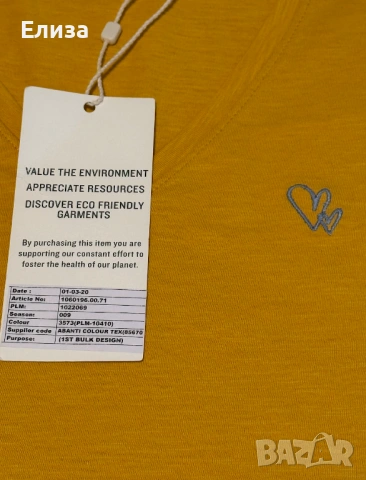 Елиза
VALUE THE ENVIRONMENT
APPRECIATE RESOURCES
DISCOVER ECO FRIENDLY
GARMENTS
By purchasing this item you are
supporting our constant effort to
foster the health of our planet.
Date : 01-03-20
Article No: 1060196.00.71
PLM: 1022069
Season: 009
Colour 3573(PLM-10410)
Supplier code ABANTI COLOUR TEX(05670
Purpose: (1ST BULK DESIGN)
BAZAR